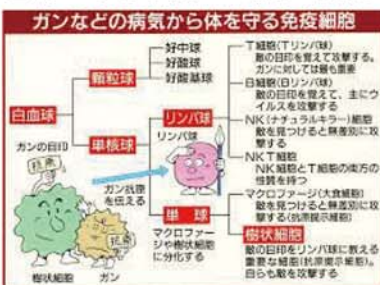 ガンなどの病気から体を守る免疫細胞
白血球
顆粒球
好中球
好酸球
好酸基球
単核球
リンパ球
リンパ球
T細胞(Tリンパ球)
敵の目印を覚えて攻撃する。
ガンに対しては最も重要
B細胞(Bリンパ球)
敵の目印を覚えて、主にウ
イルスを攻撃する
NK(ナチュラルキラー)細胞
敵を見つけると無差別に攻
撃する
NKT細胞
NK細胞とT細胞の両方の
性質を持つ
単 球
マクロファー
ジや樹状細胞
に分化する
マクロファージ(大食細胞)
敵を見つけると無差別に攻
撃する(抗原提示細胞)
樹状細胞
敵の目印をリンパ球に教える
重要な細胞(抗原提示細胞)。
自らも敵を攻撃する
ガンの目印
抗原
ガン抗原
を伝える
抗原
樹状細胞
ガン